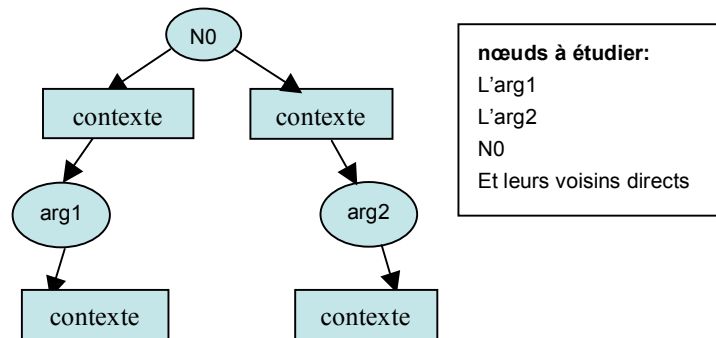 N0
contexte
contexte
arg1
arg2
contexte
contexte
nœuds à étudier:
L'arg1
L'arg2
N0
Et leurs voisins directs